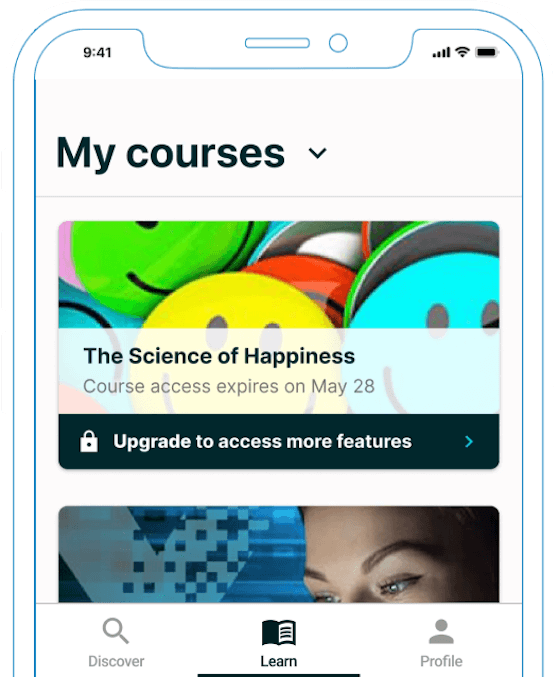 9:41
My courses
The Science of Happiness
Course access expires on May 28
Upgrade to access more features
Discover
Learn
Profile